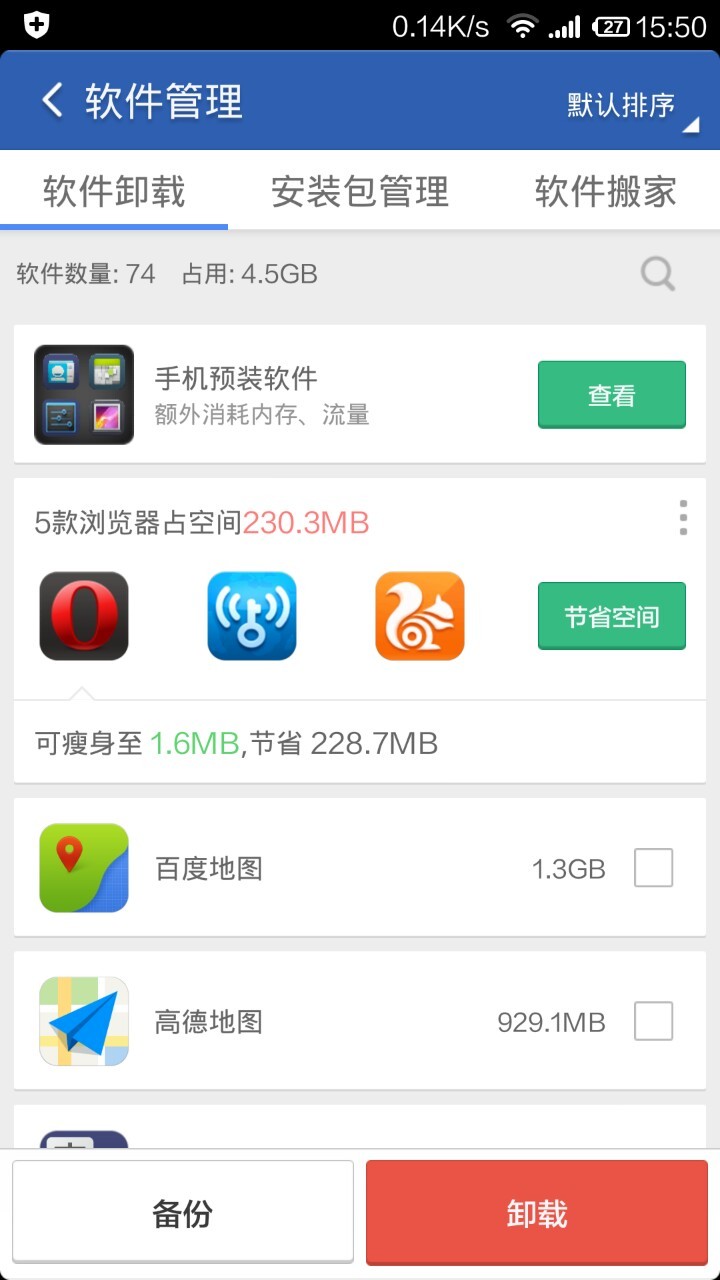 0.14K/s 27 15:50
软件管理 默认排序
软件卸载 安装包管理 软件搬家
软件数量: 74 占用: 4.5GB
手机预装软件
额外消耗内存、流量
查看
5款浏览器占空间230.3MB
节省空间
可瘦身至 1.6MB,节省 228.7MB
百度地图 1.3GB
高德地图 929.1MB
备份 卸载